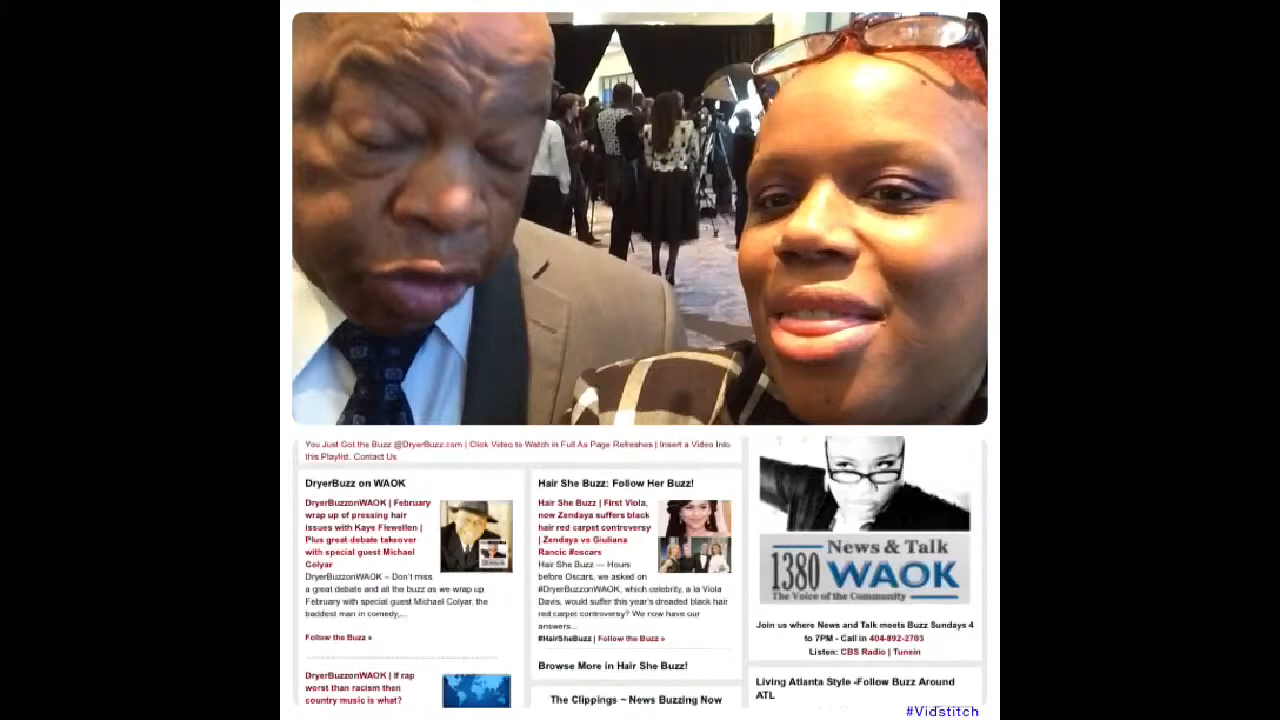 You Just Got the Buzz @DryerBuzz.com | Click Video to Watch in Full As Page Refreshes | Insert a Video Into
this Playlist. Contact Us
DryerBuzz on WAOK
DryerBuzzonWAOK | February
wrap up of pressing hair
issues with Kaye Flewellen |
Plus great debate takeover
with special guest Michael
Colyar
DryerBuzzonWAOK ~ Don't miss
a great debate and all the buzz as we wrap up
February with special guest Michael Colyar, the
baddest man in comedy,...
Follow the Buzz »
DryerBuzzonWAOK | If rap
worst than racism then
country music is what?
Hair She Buzz: Follow Her Buzz!
Hair She Buzz | First Viola,
now Zendaya suffers black
hair red carpet controversy
| Zendaya vs Giuliana
Rancic #oscars
Hair She Buzz — Hours
before Oscars, we asked on
#DryerBuzzonWAOK, which celebrity, a la Viola
Davis, would suffer this year's dreaded black hair
red carpet controversy? We now have our
answers...
#HairSheBuzz | Follow the Buzz »
Browse More in Hair She Buzz!
The Clippings ~ News Buzzing Now
News & Talk
1380 WAOK
The Voice of the Community
Join us where News and Talk meets Buzz Sundays 4
to 7PM - Call in 404-892-2703
Listen: CBS Radio | Tunein
Living Atlanta Style -Follow Buzz Around
ATL
#Vidstitch